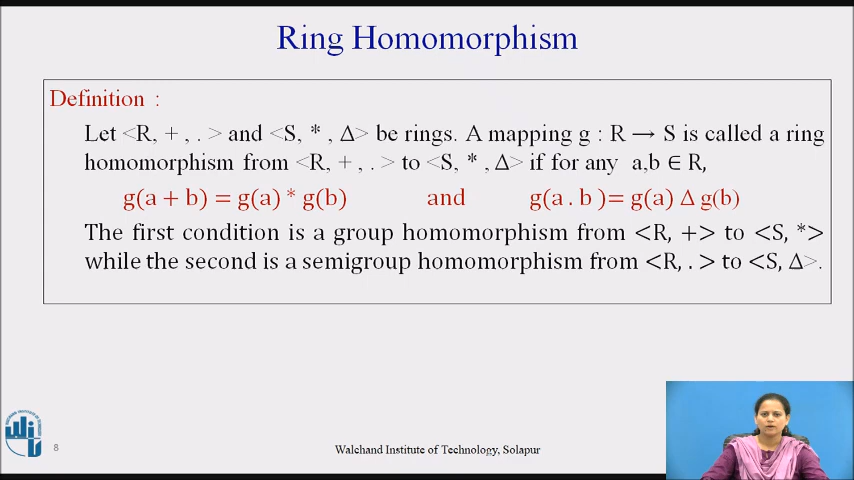 Ring Homomorphism
Definition :
Let <R, + , . > and <S, * , Δ> be rings. A mapping g : R → S is called a ring
homomorphism from <R, + , . > to <S, * , Δ> if for any a,b ∈ R,
g(a + b) = g(a) * g(b) and g(a . b )= g(a) Δ g(b)
The first condition is a group homomorphism from <R, +> to <S, *>
while the second is a semigroup homomorphism from <R, . > to <S, Δ>.
8
Walchand Institute of Technology, Solapur